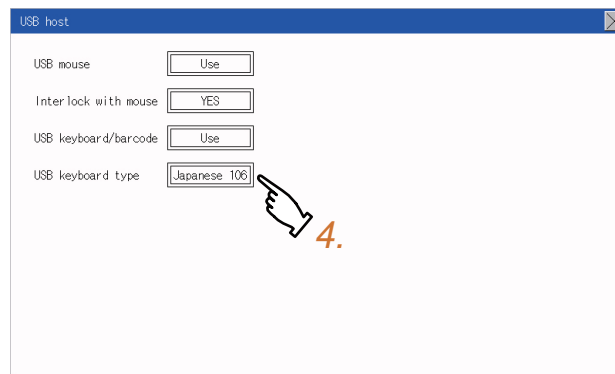 USB host
USB mouse Use
Interlock with mouse YES
USB keyboard/barcode Use
USB keyboard type Japanese 106
4.